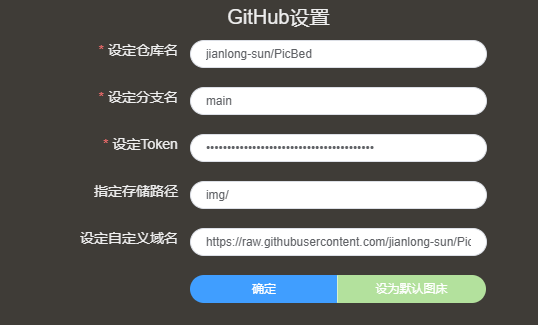 GitHub设置
* 设定仓库名 jianlong-sun/PicBed
* 设定分支名 main
* 设定Token ••••••••••••••••••••••••••••••••••••••••
指定存储路径 img/
设定自定义域名 https://raw.githubusercontent.com/jianlong-sun/Pic
确定 设为默认图床